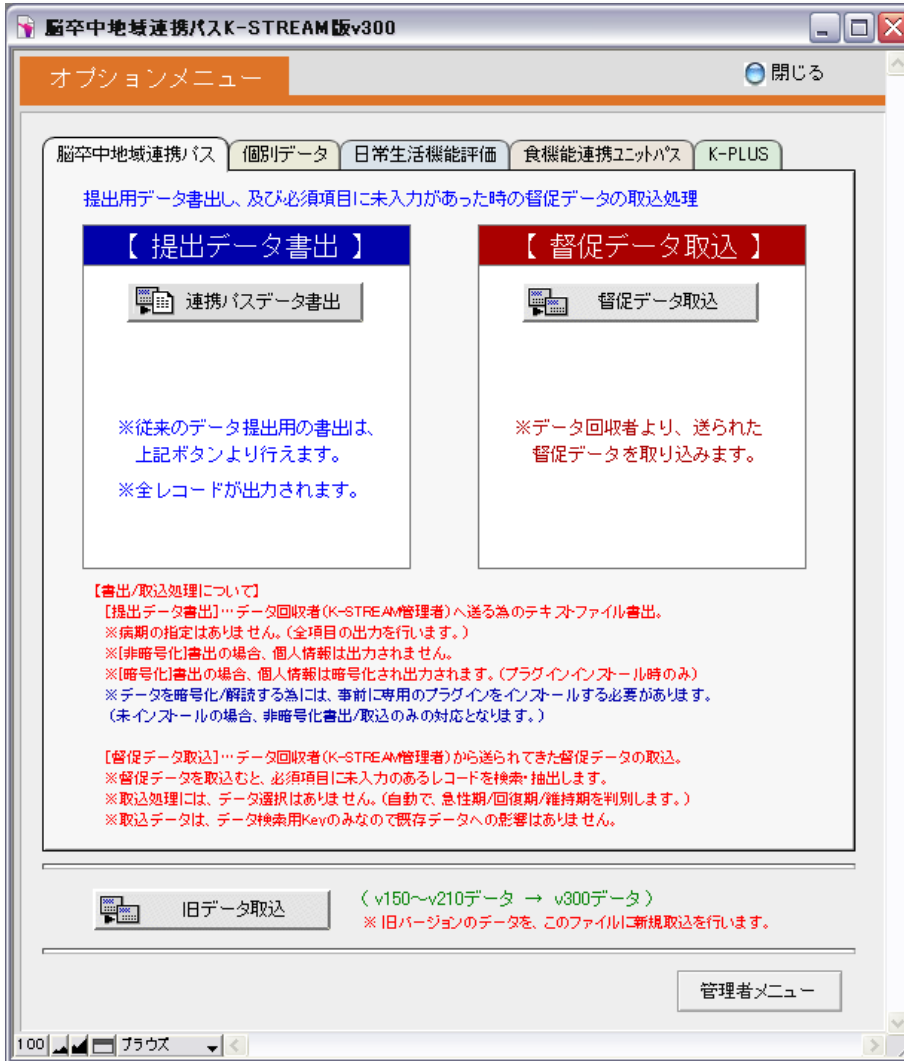 脳卒中地域連携パスK-STREAM版v300
オプションメニュー
閉じる
脳卒中地域連携パス
個別データ
日常生活機能評価
食機能連携ユニットパス
K-PLUS
提出用データ書出し、及び必須項目に未入力があった時の督促データの取込処理
【 提出データ書出 】
連携パスデータ書出
※従来のデータ提出用の書出は、
上記ボタンより行えます。
※全レコードが出力されます。
【 督促データ取込 】
督促データ取込
※データ回収者より、送られた
督促データを取り込みます。
【書出/取込処理について】
[提出データ書出]…データ回収者(K-STREAM管理者)へ送る為のテキストファイル書出。
※病期の指定はありません。(全項目の出力を行います。)
※[非暗号化]書出の場合、個人情報は出力されません。
※[暗号化]書出の場合、個人情報は暗号化され出力されます。(プラグインインストール時のみ)
※データを暗号化/解読する為には、事前に専用のプラグインをインストールする必要があります。
(未インストールの場合、非暗号化書出/取込のみの対応となります。)
[督促データ取込]…データ回収者(K-STREAM管理者)から送られてきた督促データの取込。
※督促データを取込むと、必須項目に未入力のあるレコードを検索・抽出します。
※取込処理には、データ選択はありません。(自動で、急性期/回復期/維持期を判別します。)
※取込データは、データ検索用Keyのみなので既存データへの影響はありません。
旧データ取込
( v150～v210データ → v300データ )
※ 旧バージョンのデータを、このファイルに新規取込を行います。
管理者メニュー
100
ブラウズ